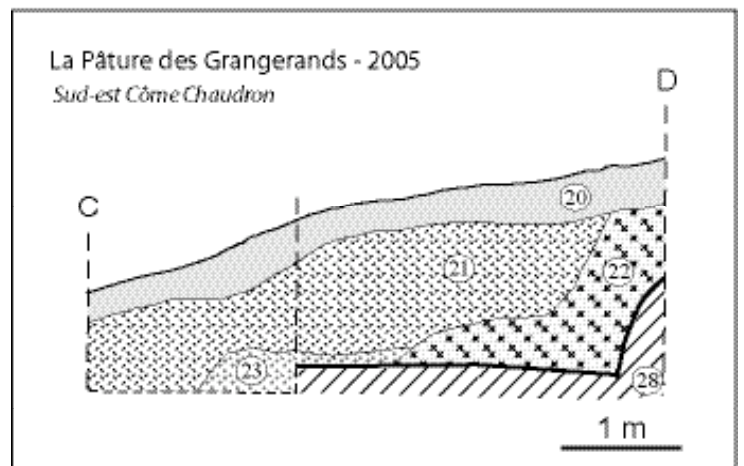 La Pâture des Grangerands - 2005
Sud-est Côme Chaudron
D
C
20
21
22
23
28
1 m